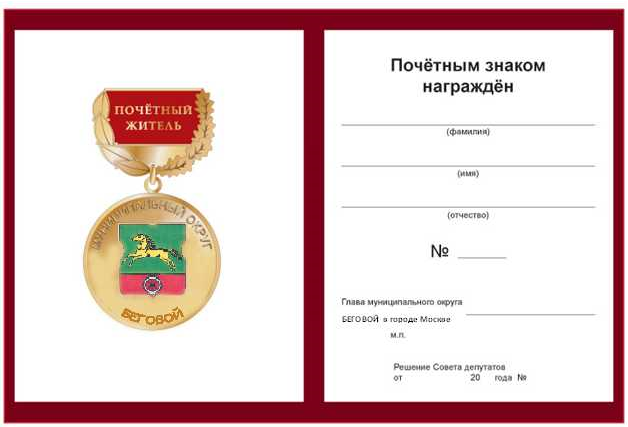 ПОЧЁТНЫЙ
ЖИТЕЛЬ
МУНИЦИПАЛЬНЫЙ ОКРУГ
БЕГОВОЙ
Почётным знаком
награждён
(фамилия)
(имя)
(отчество)
№
Глава муниципального округа
БЕГОВОЙ в городе Москве
м.п.
Решение Совета депутатов
от 20 года №